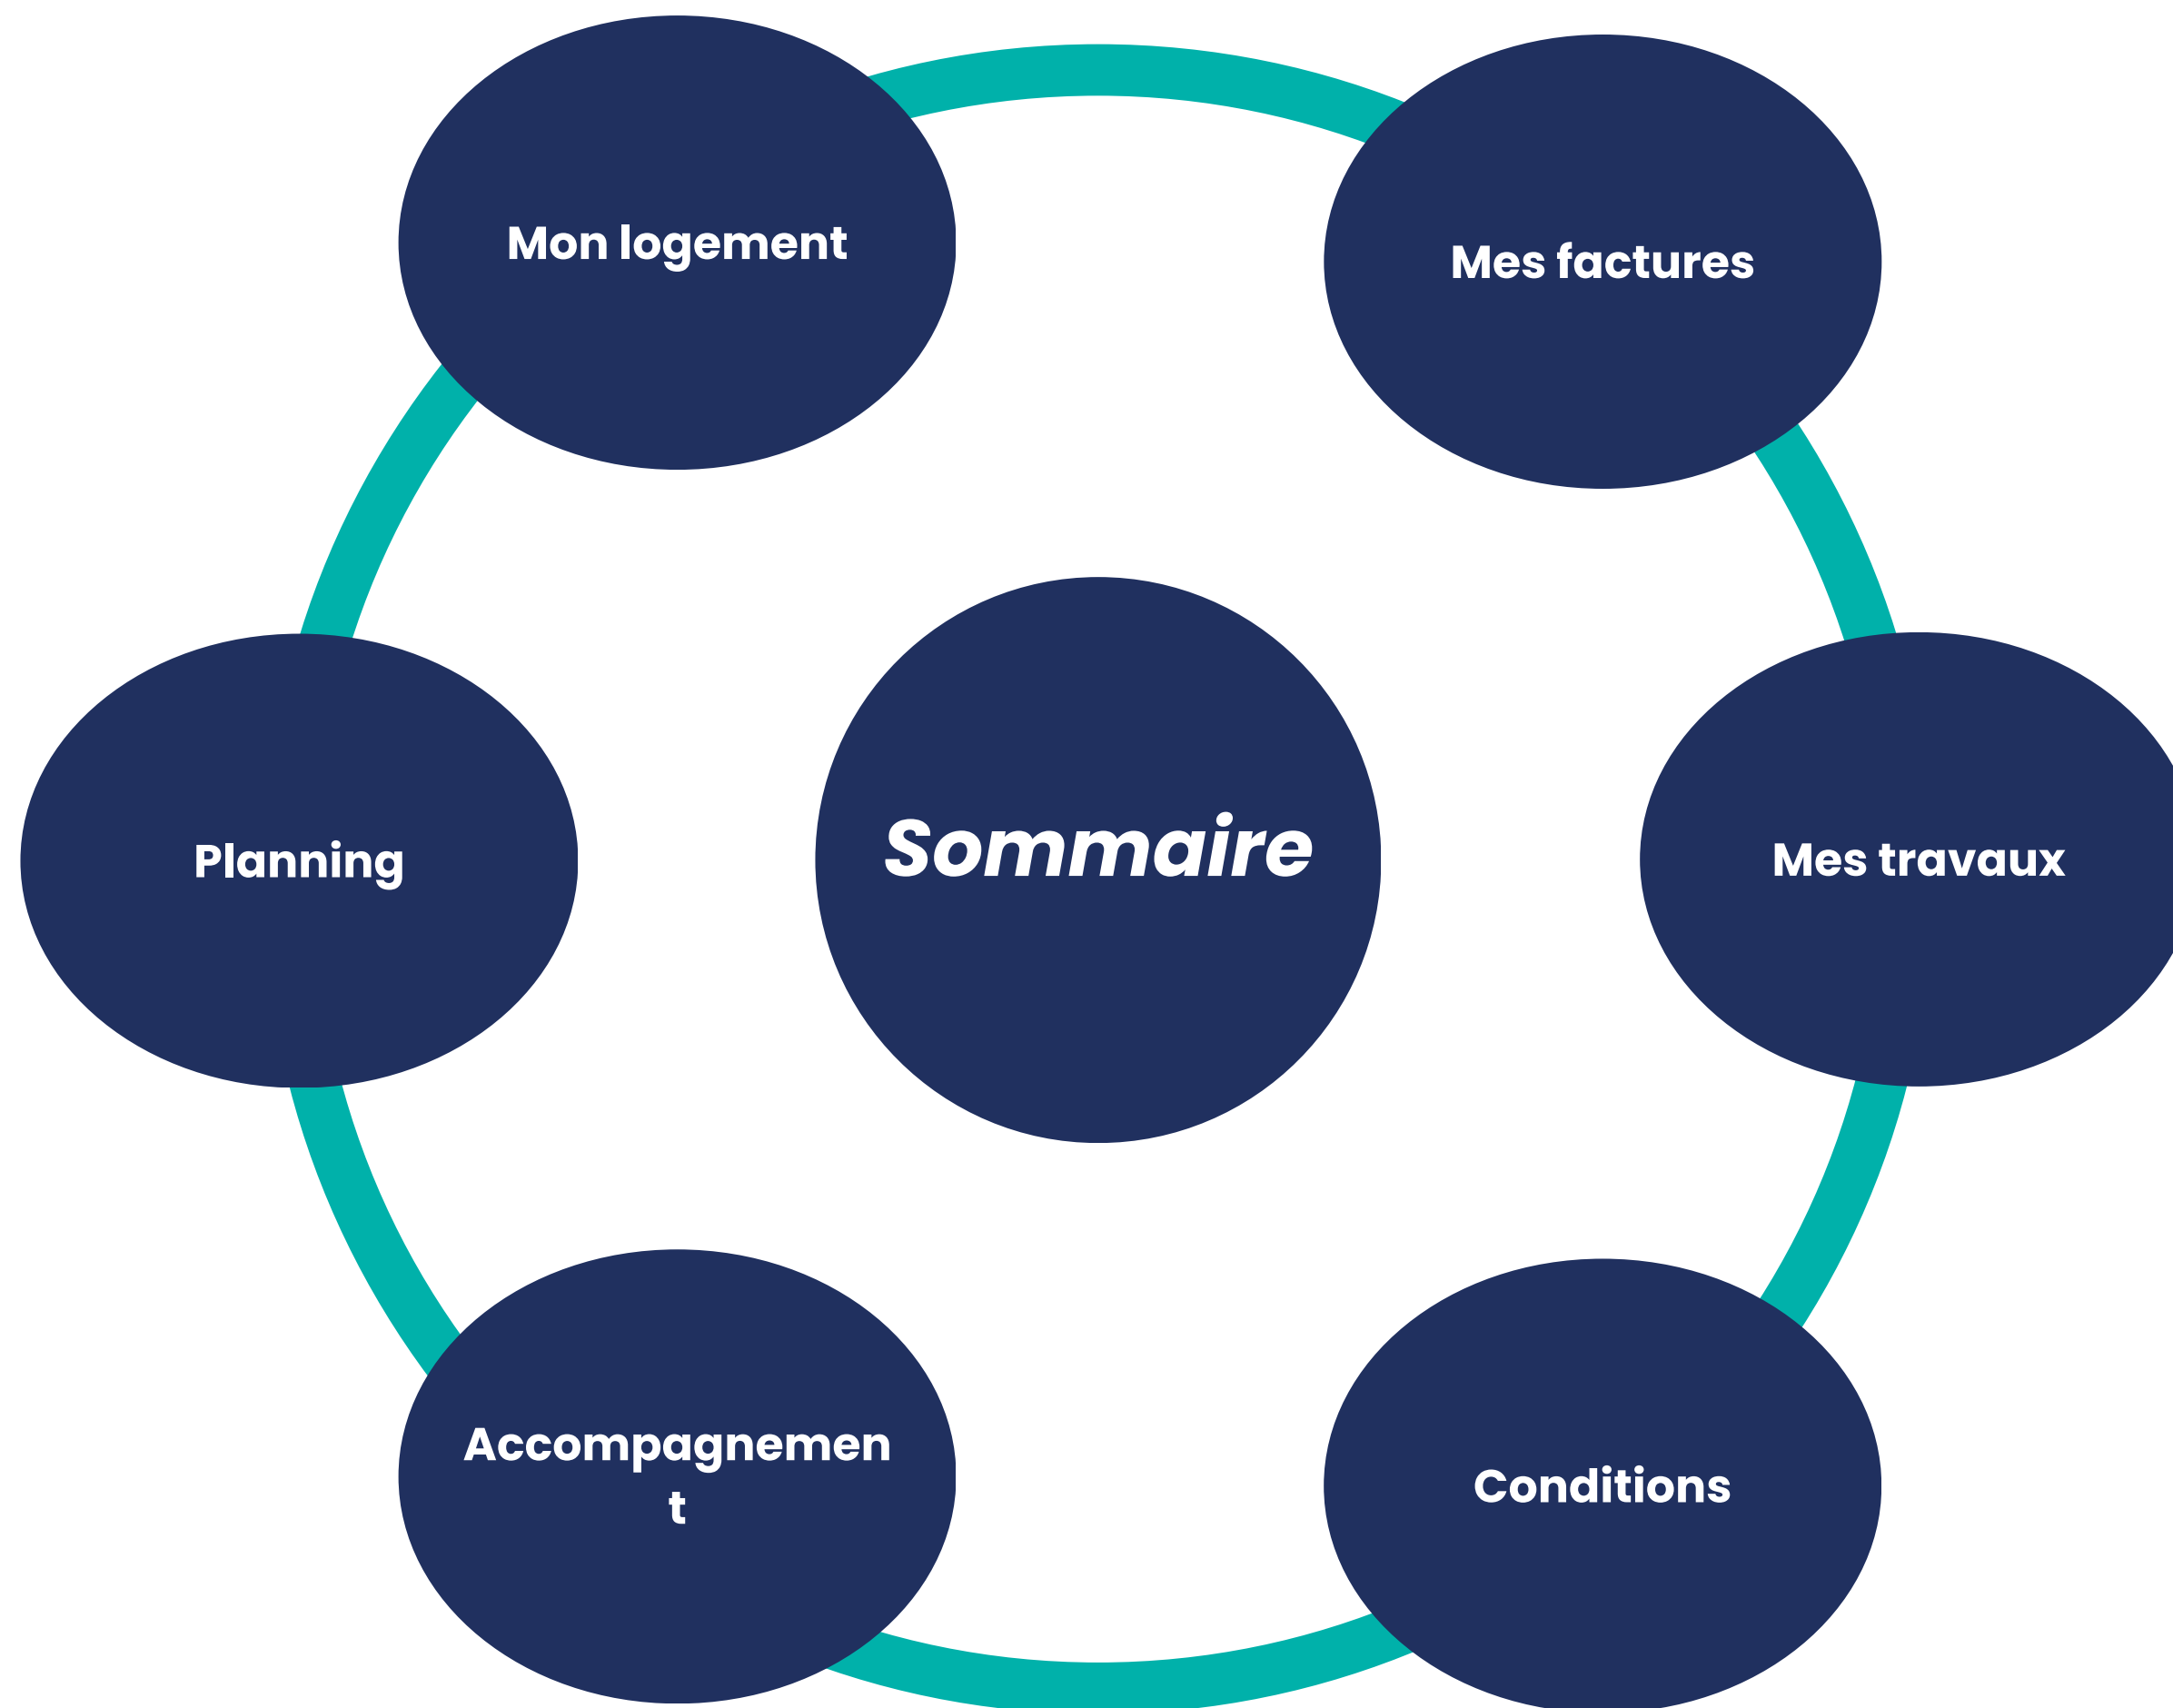 Mon logement
Mes factures
Sommaire
Planning
Mes travaux
Accompagnemen
t
Conditions